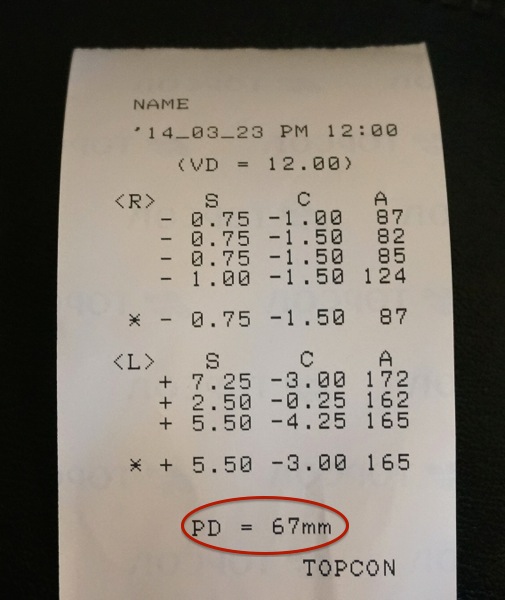 NAME
'14_03_23 PM 12:00
(VD = 12.00)
<R> S C A
- 0.75 -1.00 87
- 0.75 -1.50 82
- 0.75 -1.50 85
- 1.00 -1.50 124
* - 0.75 -1.50 87
<L> S C A
+ 7.25 -3.00 172
+ 2.50 -0.25 162
+ 5.50 -4.25 165
* + 5.50 -3.00 165
PD = 67mm
TOPCON